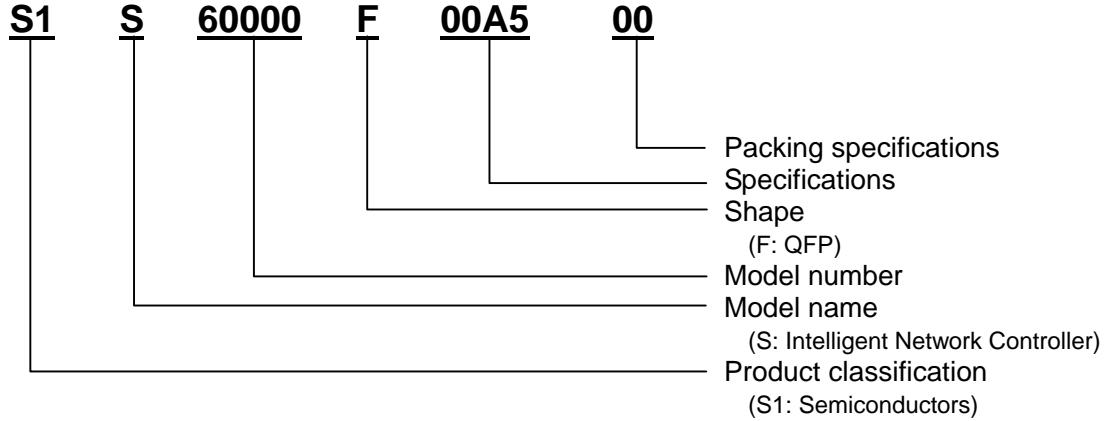 S1 S 60000 F 00A5 00
Packing specifications
Specifications
Shape
(F: QFP)
Model number
Model name
(S: Intelligent Network Controller)
Product classification
(S1: Semiconductors)